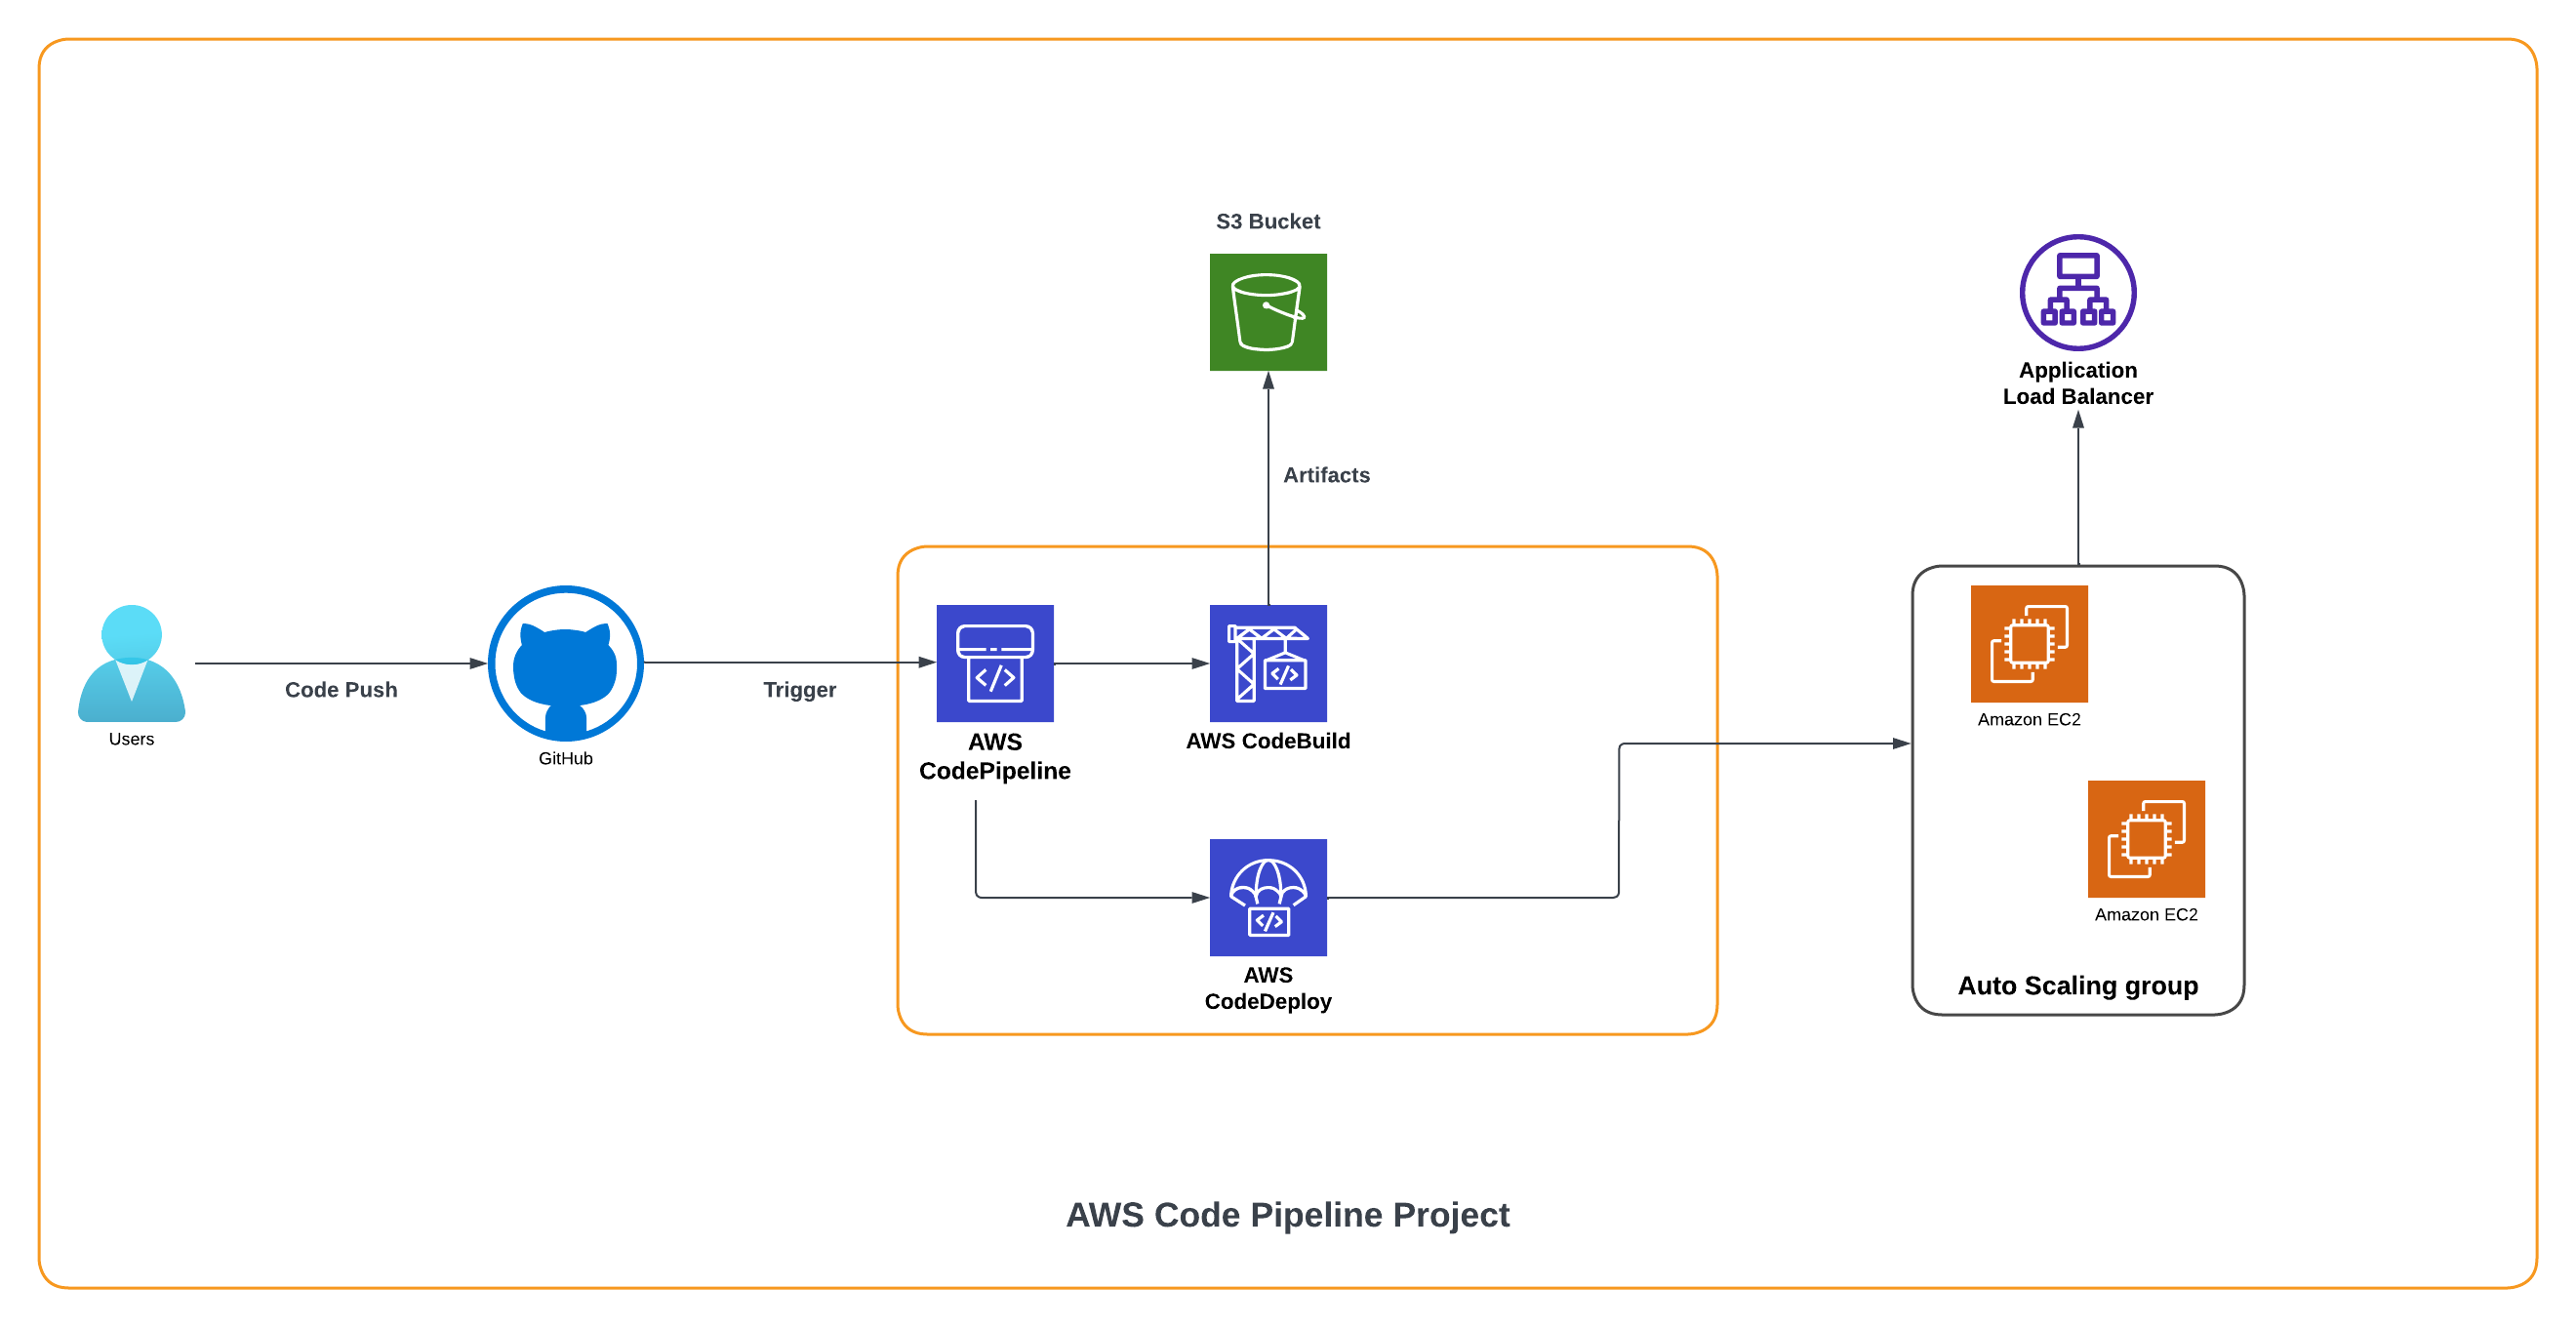 S3 Bucket
Application
Load Balancer
Artifacts
Code Push
Trigger
Users
GitHub
AWS
CodePipeline
AWS CodeBuild
Amazon EC2
Amazon EC2
AWS
CodeDeploy
Auto Scaling group
AWS Code Pipeline Project